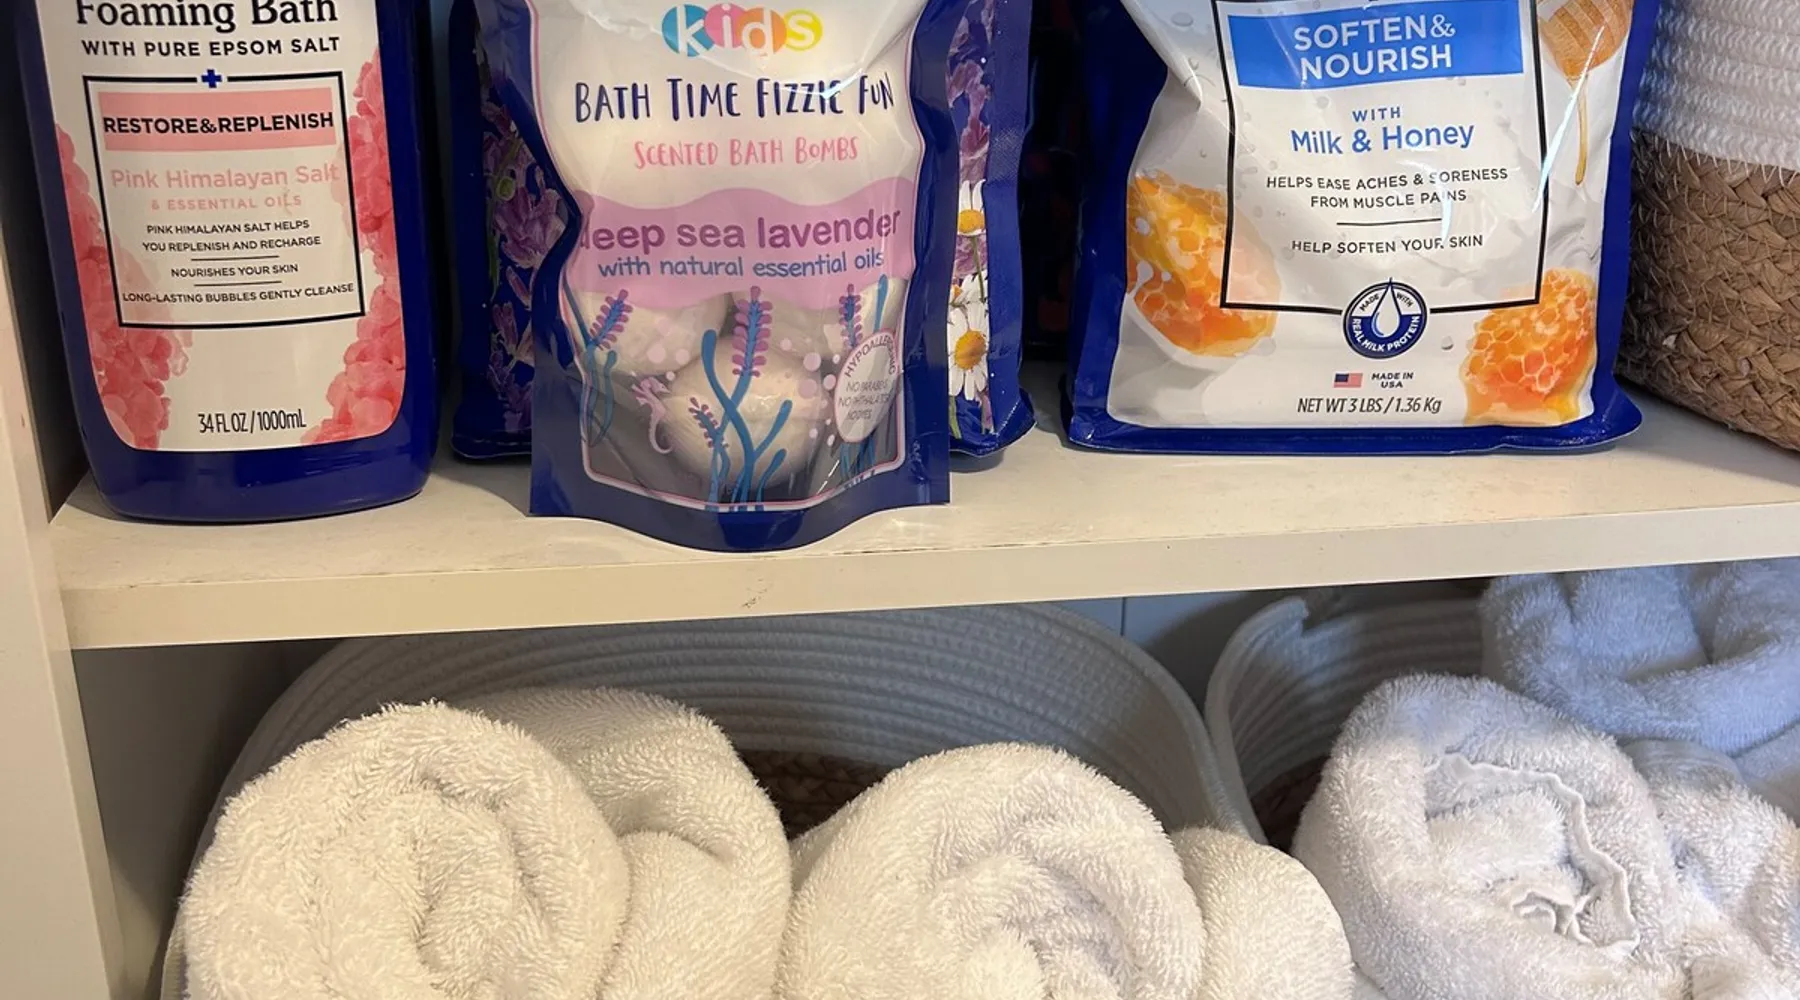 Foaming Bath
WITH PURE EPSOM SALT
RESTORE&REPLENISH
Pink Himalayan Salt
& ESSENTIAL OILS
PINK HIMALAYAN SALT HELPS
YOU REPLENISH AND RECHARGE
NOURISHES YOUR SKIN
LONG-LASTING BUBBLES GENTLY CLEANSE
34 FL OZ / 1000mL
kids
BATH TIME FIZZIE FUN
SCENTED BATH BOMBS
deep sea lavender
with natural essential oils
NO PARABENS
SOFTEN&
NOURISH
WITH
Milk & Honey
HELPS EASE ACHES & SORENESS
FROM MUSCLE PAINS
HELP SOFTEN YOUR SKIN
MADE WITH
REAL MILK PROTEIN
MADE IN
USA
NET WT 3 LBS / 1.36 Kg